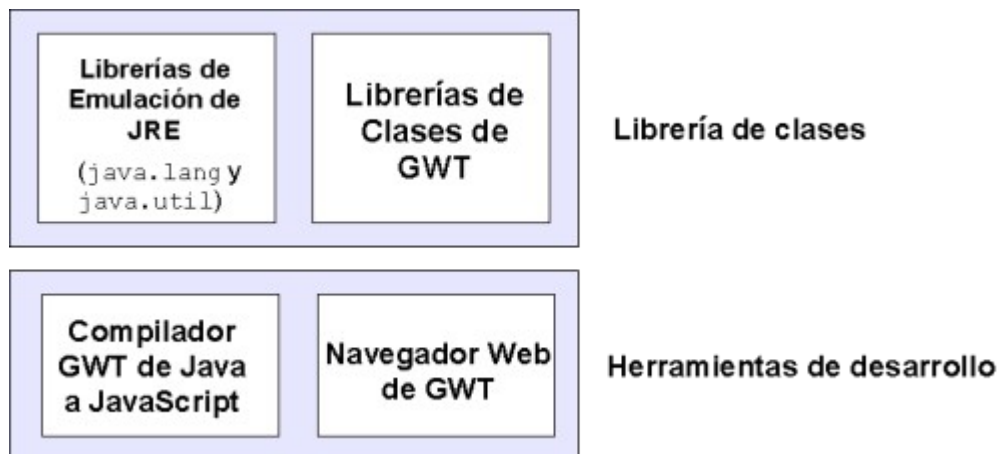 Librerías de
Emulación de
JRE
(java.lang y
java.util)
Librerías de
Clases de
GWT
Librería de clases
Compilador
GWT de Java
a JavaScript
Navegador Web
de GWT
Herramientas de desarrollo